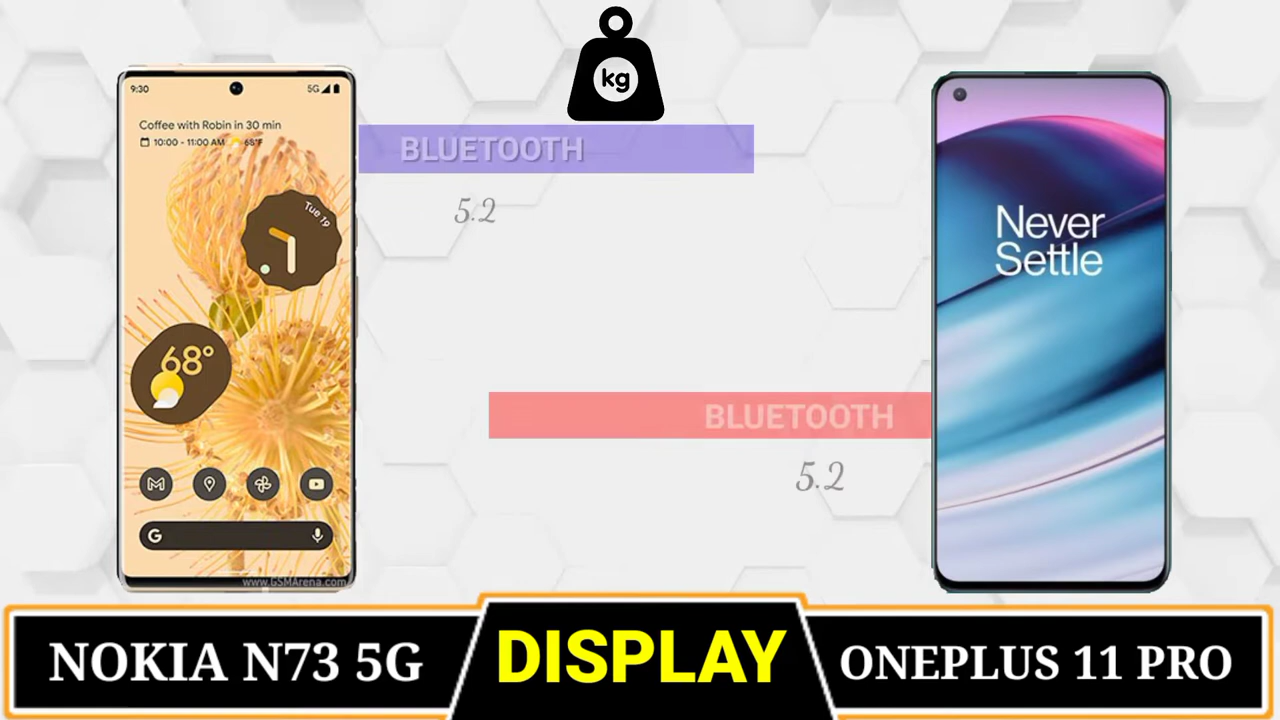 kg
9:30
5G
Coffee with Robin in 30 min
10:00 - 11:00 AM 68°F
Tue 19
68°
G
www.GSMArena.com
BLUETOOTH
5.2
Never
Settle
BLUETOOTH
5.2
NOKIA N73 5G
DISPLAY
ONEPLUS 11 PRO